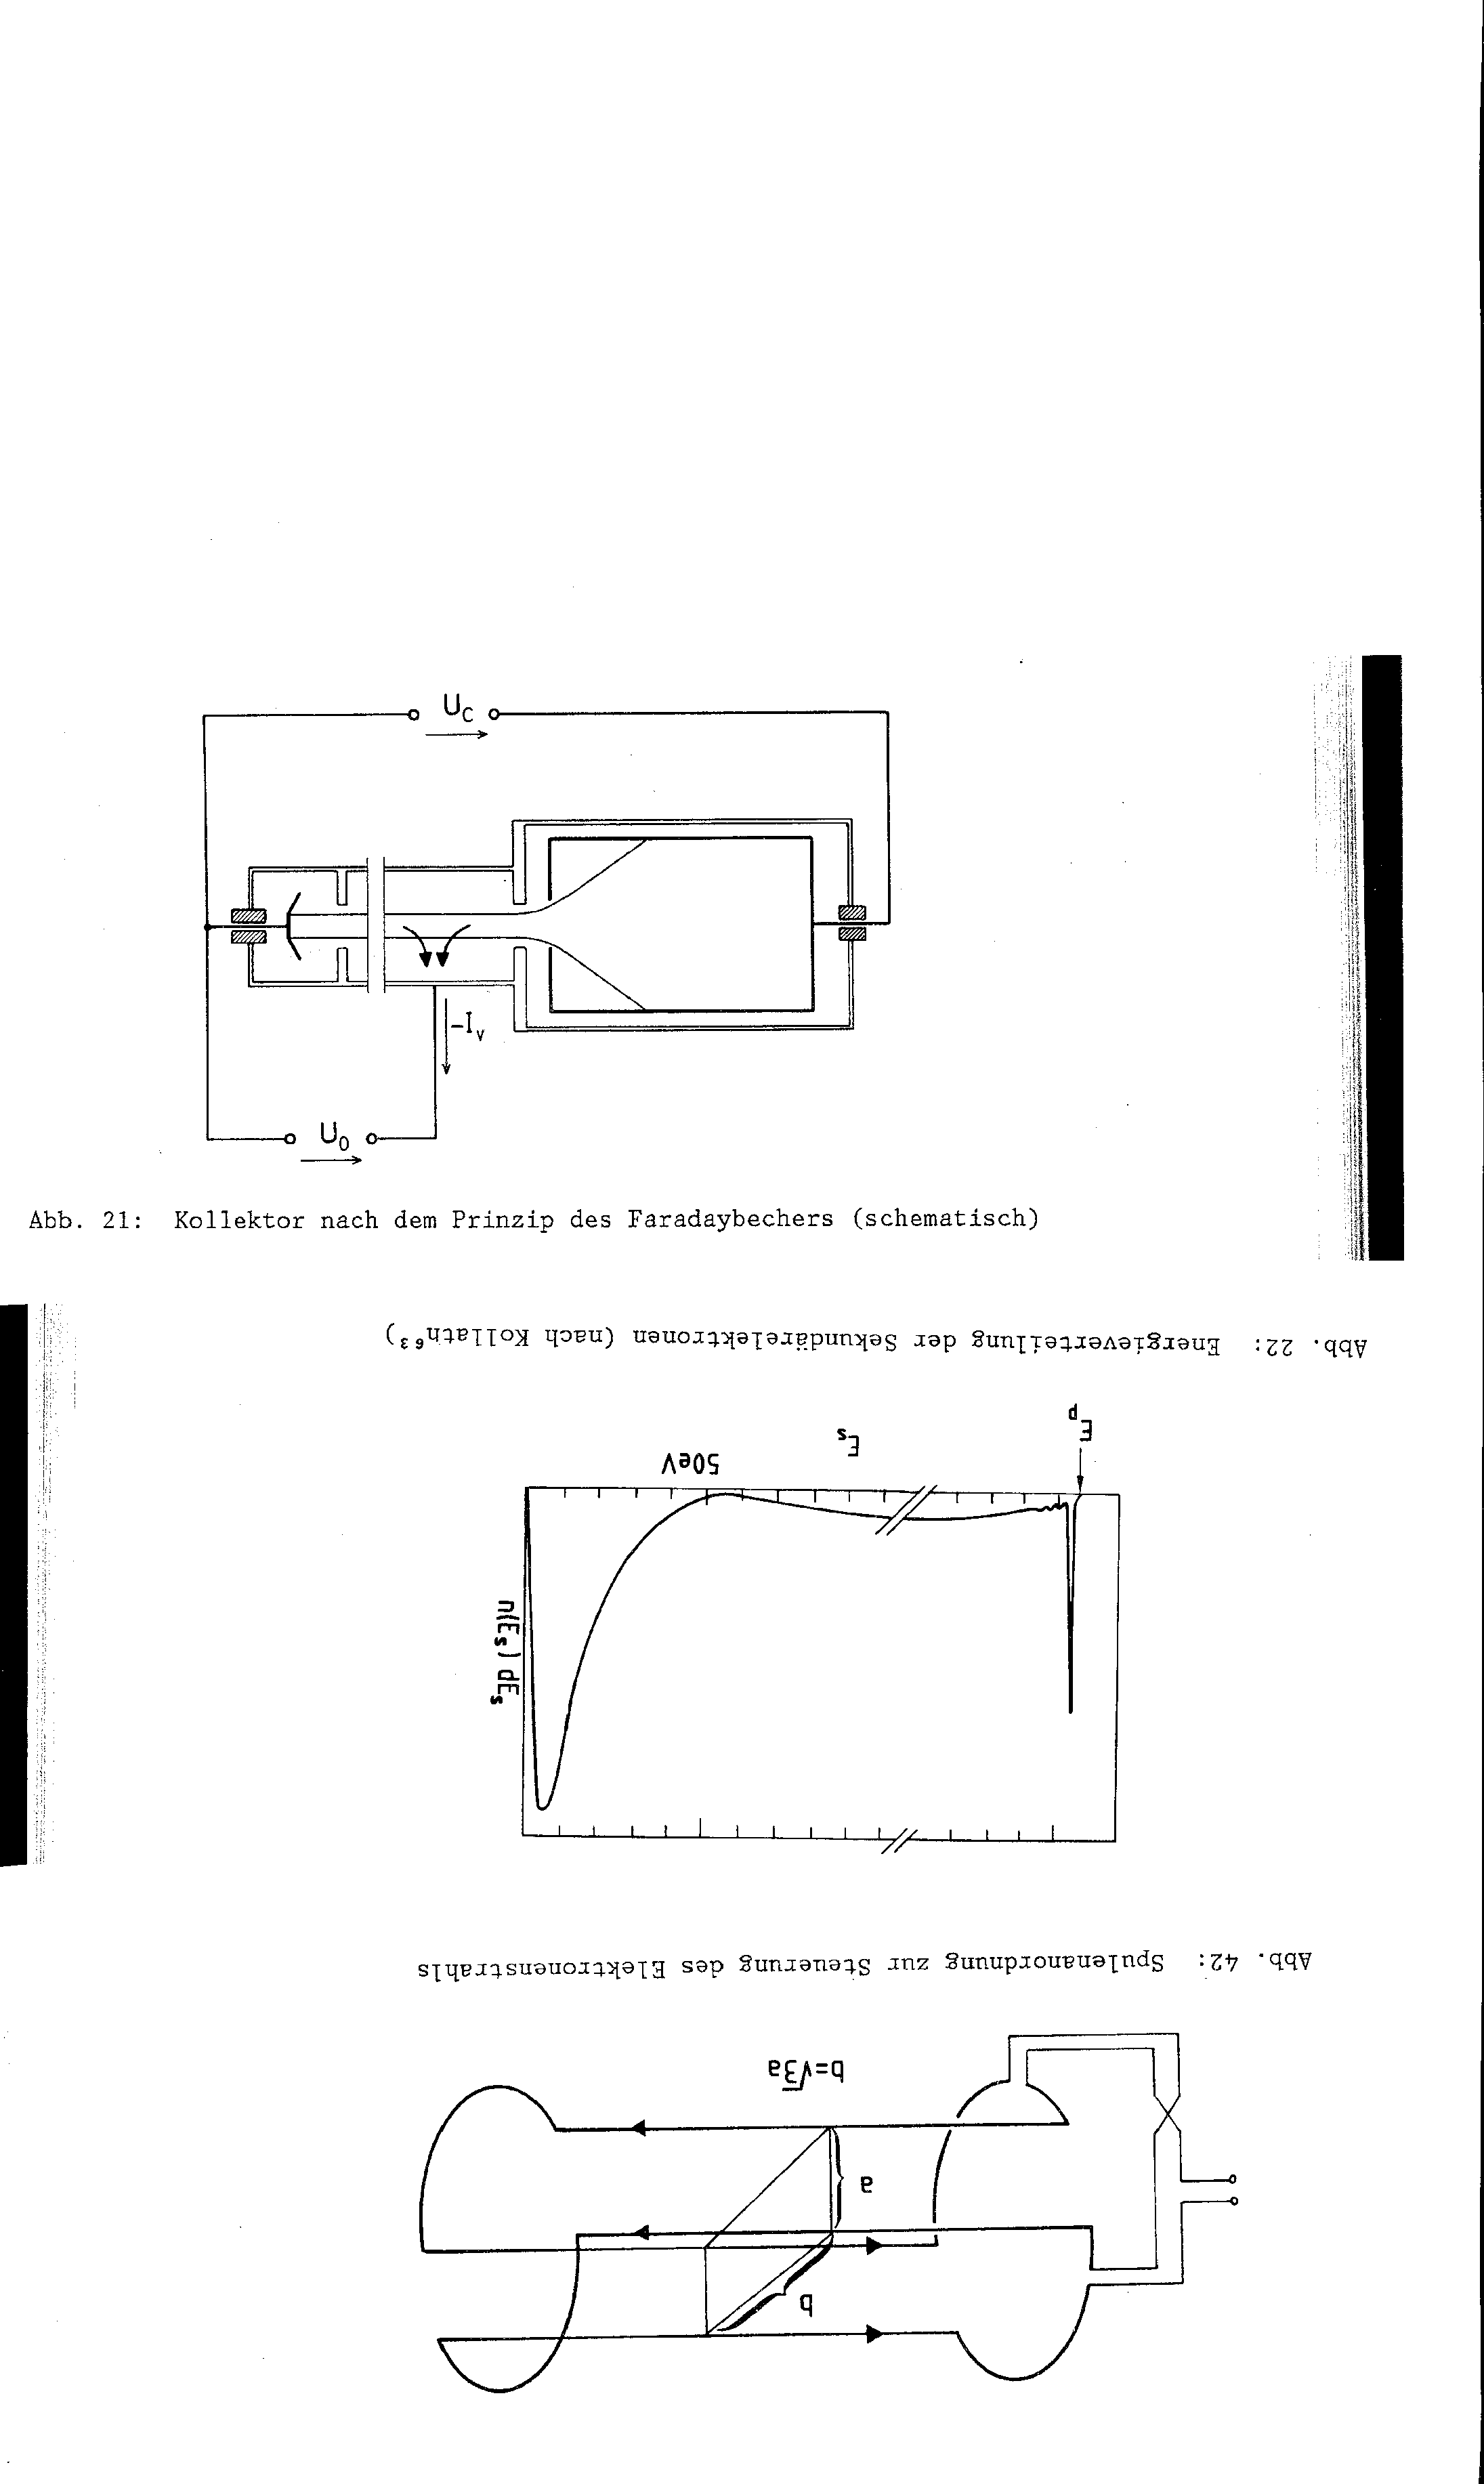 U_C
-I_v
U_0
Abb. 21: Kollektor nach dem Prinzip des Faradaybechers (schematisch)
Abb. 22: Energieverteilung der Sekundärelektronen (nach Kollath⁶³)
E_p
E_s
50eV
n(E_s) dE_s
Abb. 42: Spulenanordnung zur Steuerung des Elektronenstrahls
b=√3a
a
b